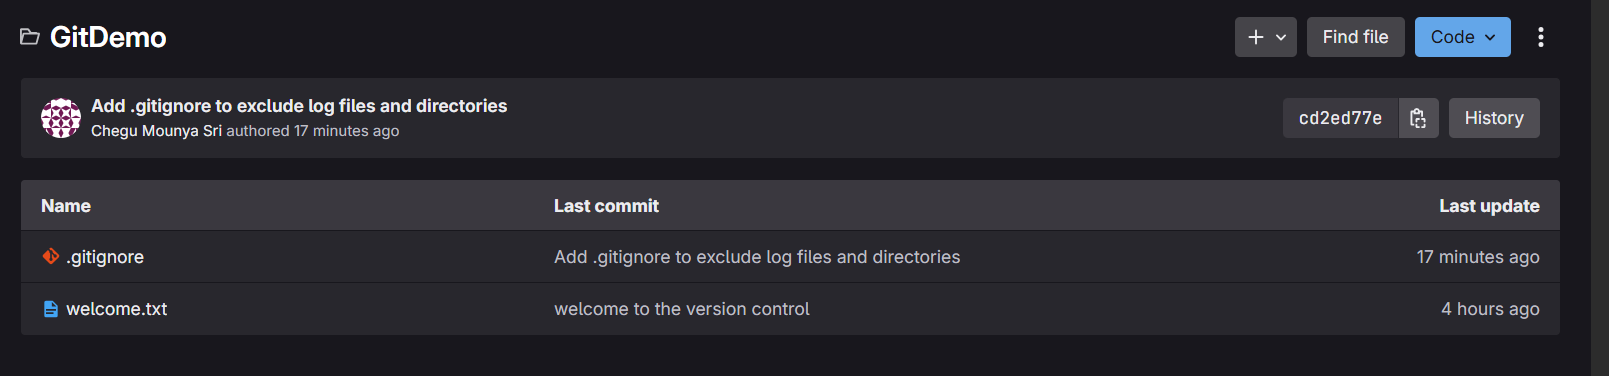 GitDemo
Find file
Code
Add .gitignore to exclude log files and directories
Chegu Mounya Sri authored 17 minutes ago
cd2ed77e
History
Name Last commit Last update
.gitignore Add .gitignore to exclude log files and directories 17 minutes ago
welcome.txt welcome to the version control 4 hours ago